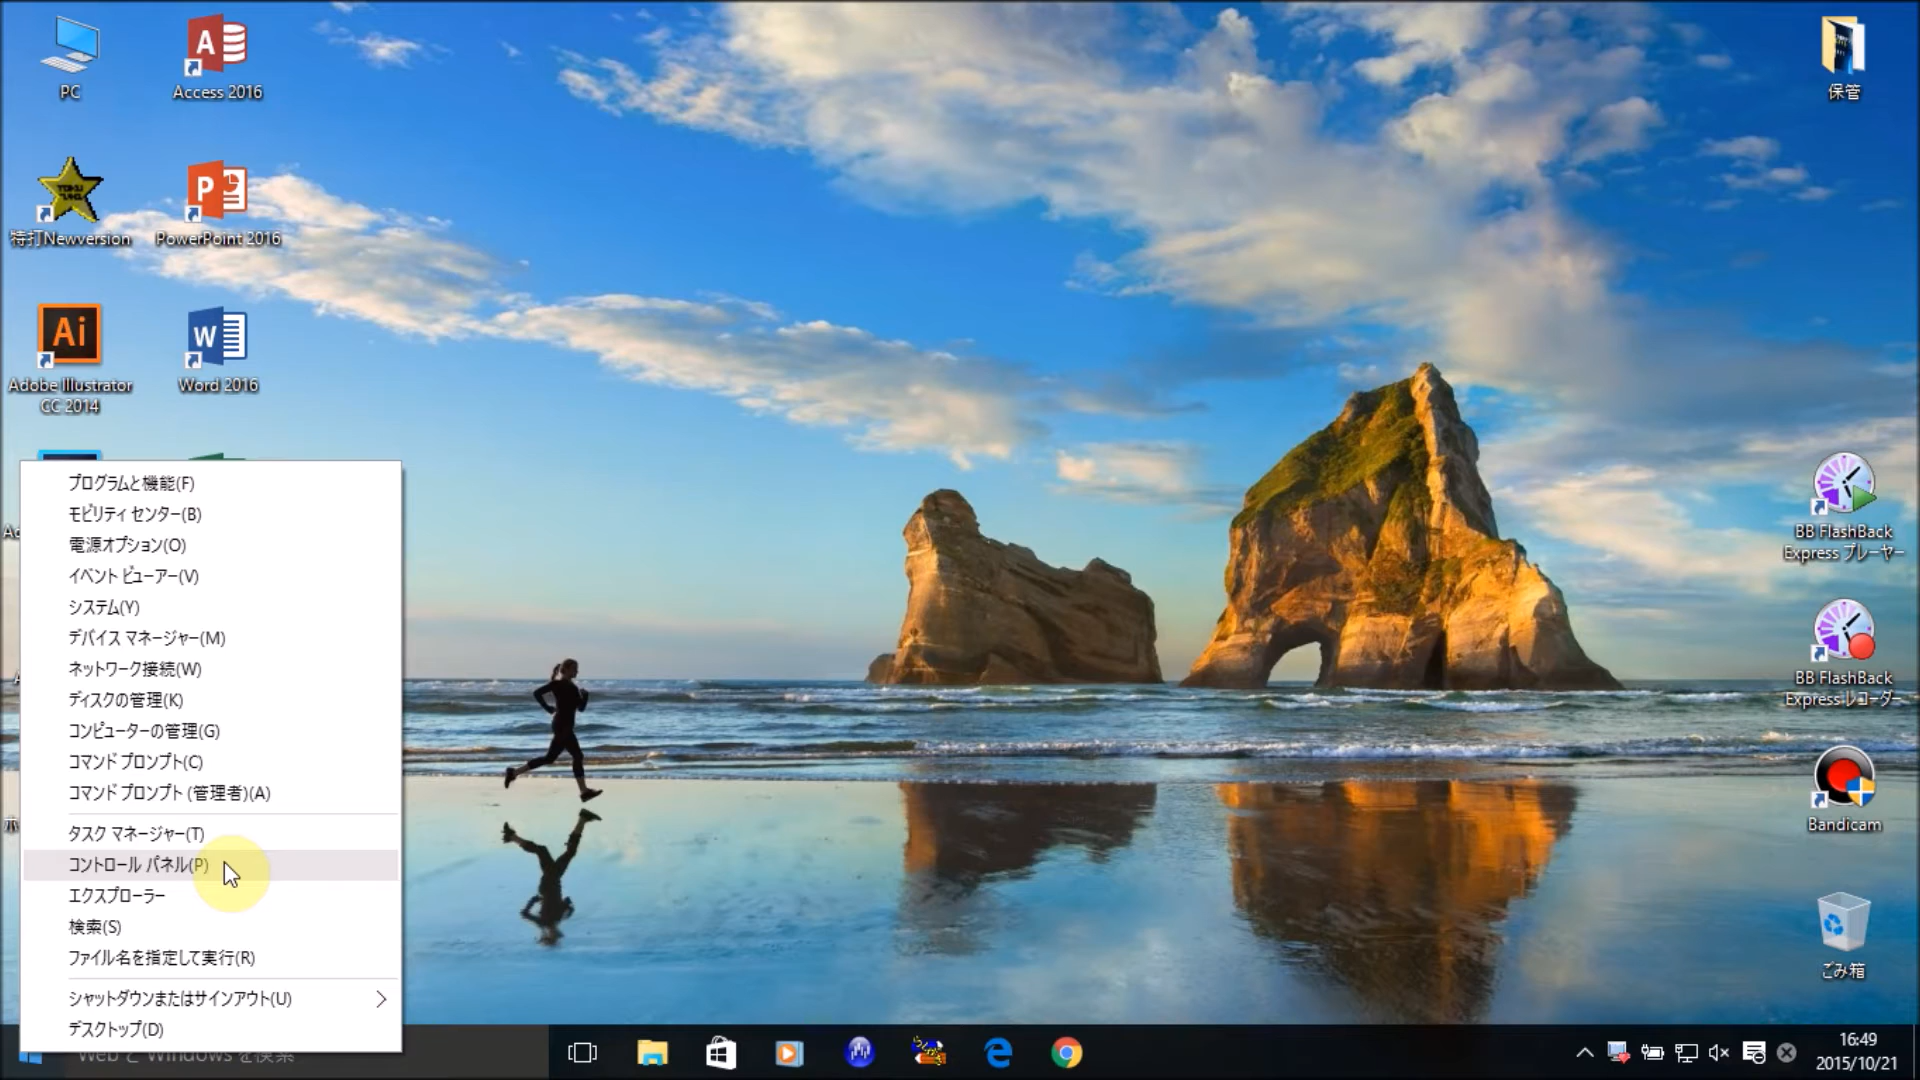 PC
Access 2016
保管
特打Newversion
PowerPoint 2016
Ai
Adobe Illustrator
CC 2014
Word 2016
プログラムと機能(F)
モビリティ センター(B)
電源オプション(O)
イベント ビューアー(V)
システム(Y)
デバイス マネージャー(M)
ネットワーク接続(W)
ディスクの管理(K)
コンピューターの管理(G)
コマンド プロンプト(C)
コマンド プロンプト (管理者)(A)
タスク マネージャー(T)
コントロール パネル(P)
エクスプローラー
検索(S)
ファイル名を指定して実行(R)
シャットダウンまたはサインアウト(U)
デスクトップ(D)
BB FlashBack
Express プレーヤー
BB FlashBack
Express レコーダー
Bandicam
ごみ箱
Web と Windows を検索
16:49
2015/10/21